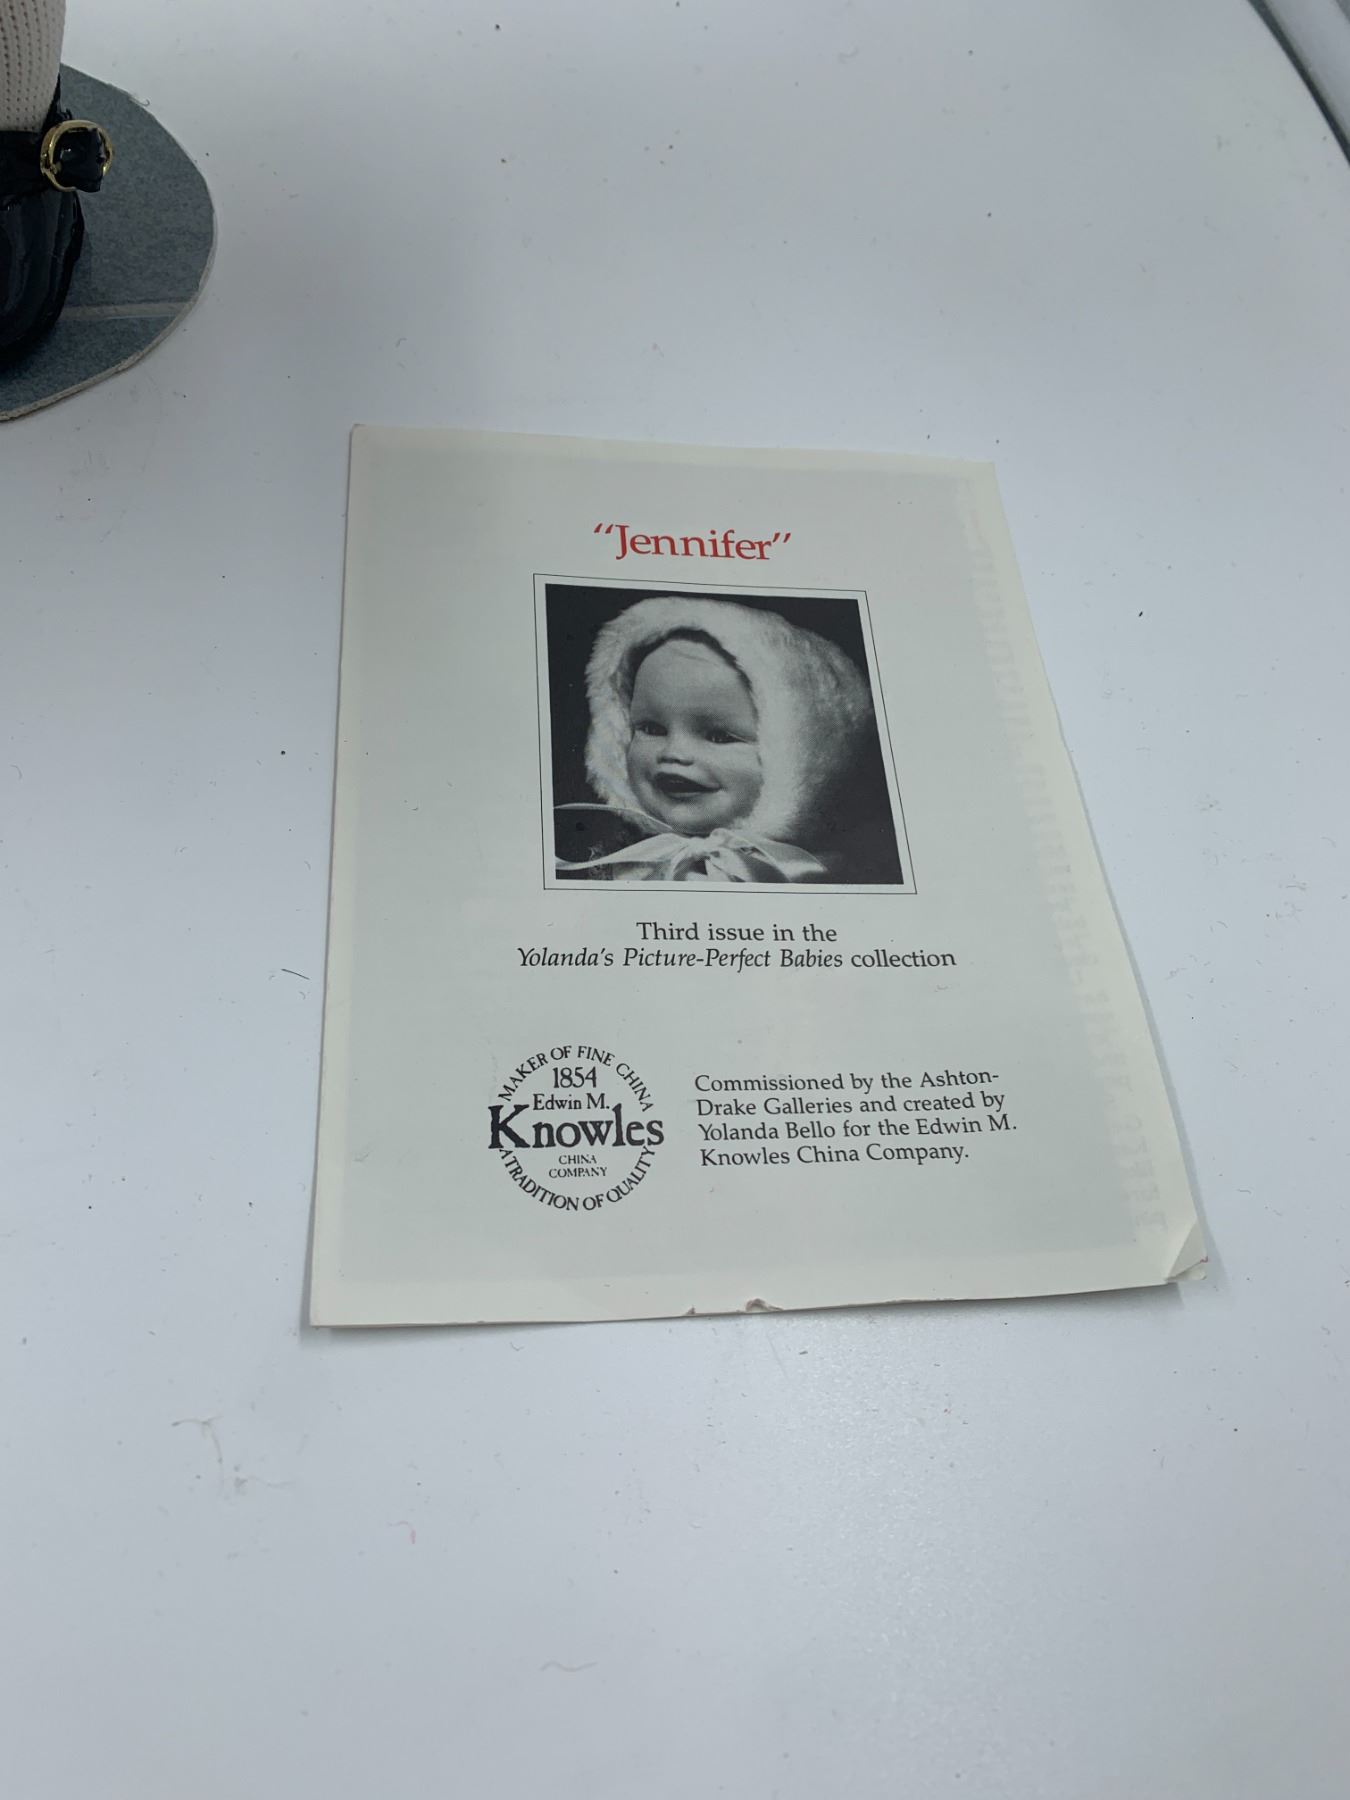 “Jennifer”
Third issue in the
Yolanda's Picture-Perfect Babies collection
MAKER OF FINE CHINA
1854
Edwin M.
Knowles
CHINA
COMPANY
A TRADITION OF QUALITY
Commissioned by the Ashton-
Drake Galleries and created by
Yolanda Bello for the Edwin M.
Knowles China Company.